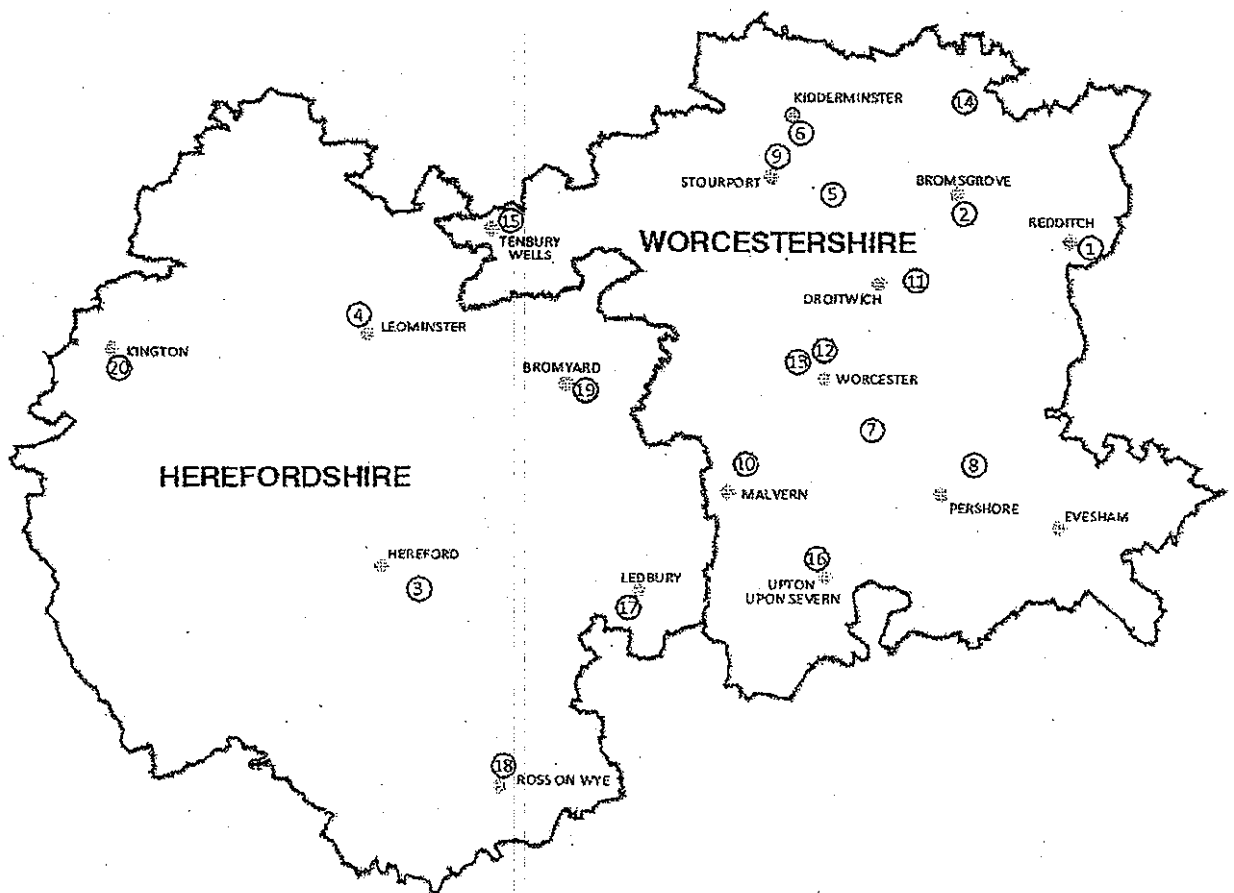 KIDDERMINSTER
14
6
9
STOURPORT
5
BROMSGROVE
2
REDDITCH
1
15
TENBURY
WELLS
WORCESTERSHIRE
11
DROITWICH
4
LEOMINSTER
KINGTON
20
BROMYARD
19
12
13
WORCESTER
7
HEREFORDSHIRE
10
MALVERN
8
PERSHORE
EVESHAM
HEREFORD
3
LEDBURY
17
16
UPTON
UPON SEVERN
18
ROSS ON WYE